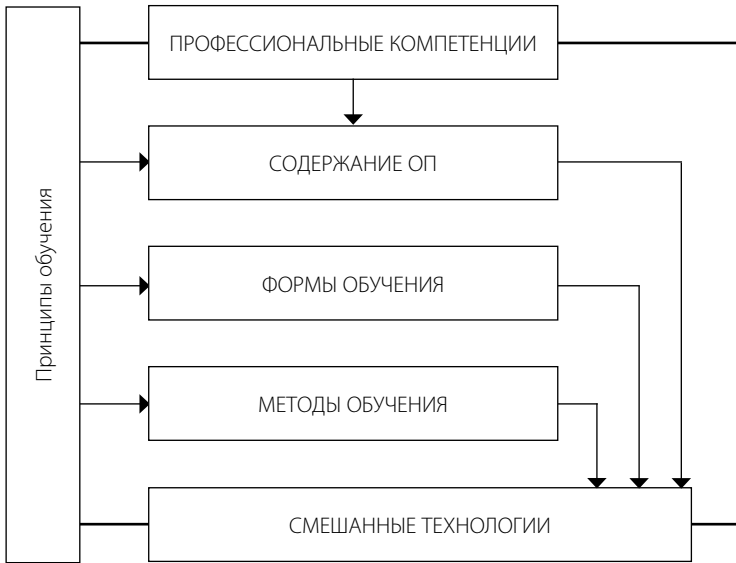 Принципы обучения
ПРОФЕССИОНАЛЬНЫЕ КОМПЕТЕНЦИИ
СОДЕРЖАНИЕ ОП
ФОРМЫ ОБУЧЕНИЯ
МЕТОДЫ ОБУЧЕНИЯ
СМЕШАННЫЕ ТЕХНОЛОГИИ